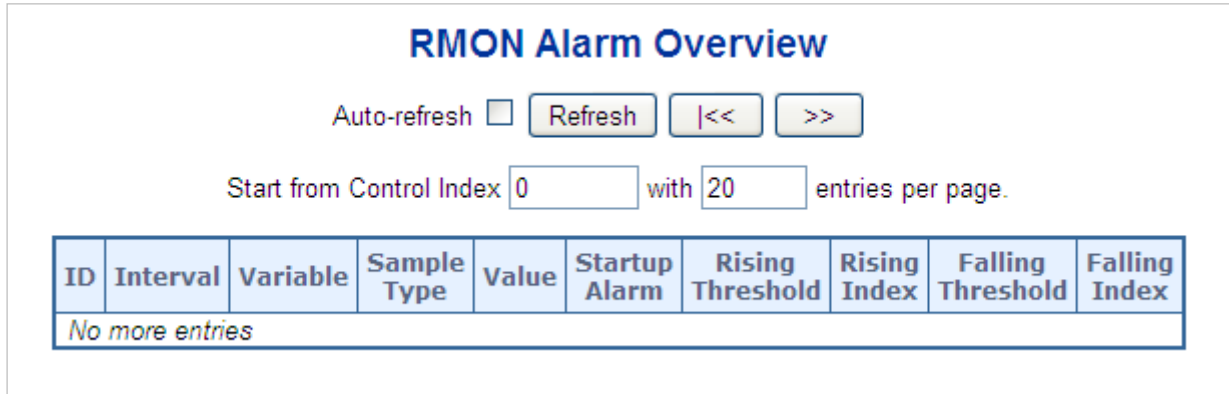 RMON Alarm Overview
Auto-refresh Refresh |<< >>
Start from Control Index 0 with 20 entries per page.
ID Interval Variable Sample Type Value Startup Alarm Rising Threshold Rising Index Falling Threshold Falling Index
No more entries